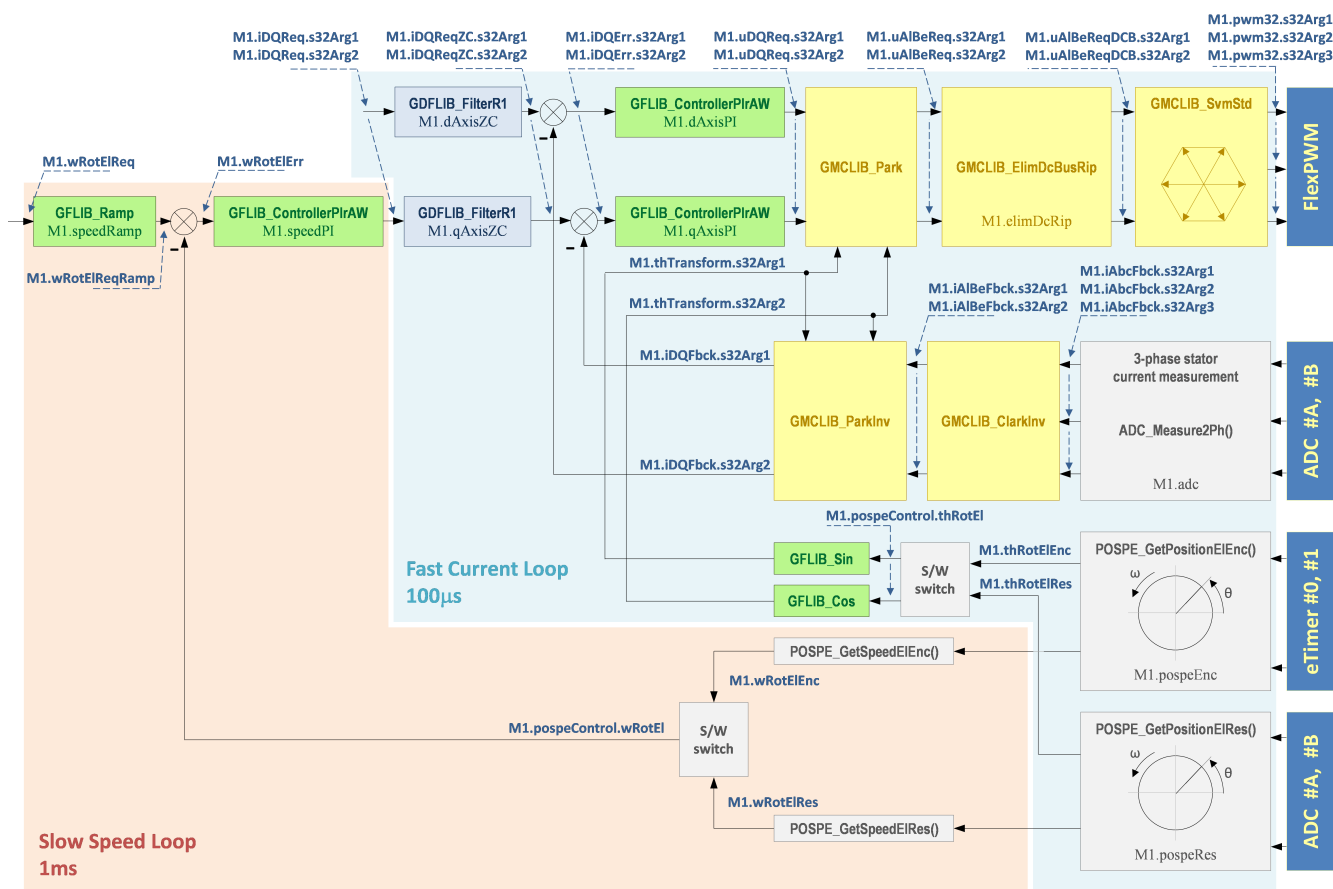 M1.iDQReq.s32Arg1
M1.iDQReq.s32Arg2
M1.iDQReqZC.s32Arg1
M1.iDQReqZC.s32Arg2
M1.iDQErr.s32Arg1
M1.iDQErr.s32Arg2
M1.uDQReq.s32Arg1
M1.uDQReq.s32Arg2
M1.uAlBeReq.s32Arg1
M1.uAlBeReq.s32Arg2
M1.uAlBeReqDCB.s32Arg1
M1.uAlBeReqDCB.s32Arg2
M1.pwm32.s32Arg1
M1.pwm32.s32Arg2
M1.pwm32.s32Arg3
GDFLIB_FilterR1
M1.dAxisZC
GFLIB_ControllerPIrAW
M1.dAxisPI
GMCLIB_Park
GMCLIB_ElimDcBusRip
M1.elimDcRip
GMCLIB_SvmStd
FlexPWM
M1.wRotElReq
M1.wRotElErr
GFLIB_Ramp
M1.speedRamp
GFLIB_ControllerPIrAW
M1.speedPI
GDFLIB_FilterR1
M1.qAxisZC
GFLIB_ControllerPIrAW
M1.qAxisPI
M1.wRotElReqRamp
M1.thTransform.s32Arg1
M1.thTransform.s32Arg2
M1.iAlBeFbck.s32Arg1
M1.iAlBeFbck.s32Arg2
M1.iAbcFbck.s32Arg1
M1.iAbcFbck.s32Arg2
M1.iAbcFbck.s32Arg3
M1.iDQFbck.s32Arg1
M1.iDQFbck.s32Arg2
GMCLIB_ParkInv
GMCLIB_ClarkInv
3-phase stator
current measurement
ADC_Measure2Ph()
M1.adc
ADC #A, #B
M1.pospeControl.thRotEl
Fast Current Loop
100µs
GFLIB_Sin
GFLIB_Cos
S/W
switch
M1.thRotElEnc
M1.thRotElRes
POSPE_GetPositionElEnc()
ω
θ
M1.pospeEnc
eTimer #0, #1
POSPE_GetSpeedElEnc()
M1.wRotElEnc
M1.pospeControl.wRotEl
S/W
switch
M1.wRotElRes
POSPE_GetSpeedElRes()
POSPE_GetPositionElRes()
ω
θ
M1.pospeRes
ADC #A, #B
Slow Speed Loop
1ms